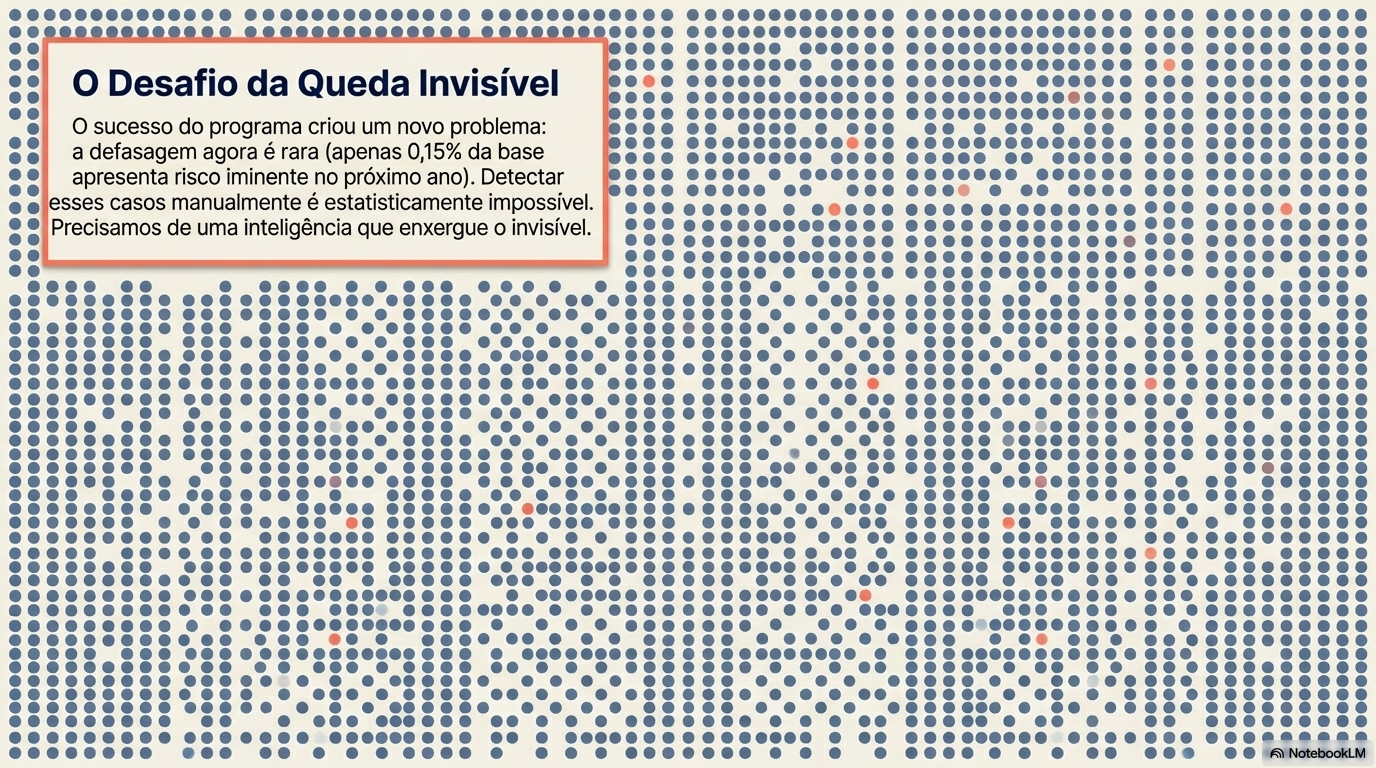 O Desafio da Queda Invisível
O sucesso do programa criou um novo problema:
a defasagem agora é rara (apenas 0,15% da base
apresenta risco iminente no próximo ano). Detectar
esses casos manualmente é estatisticamente impossível.
Precisamos de uma inteligência que enxergue o invisível.
NotebookLM